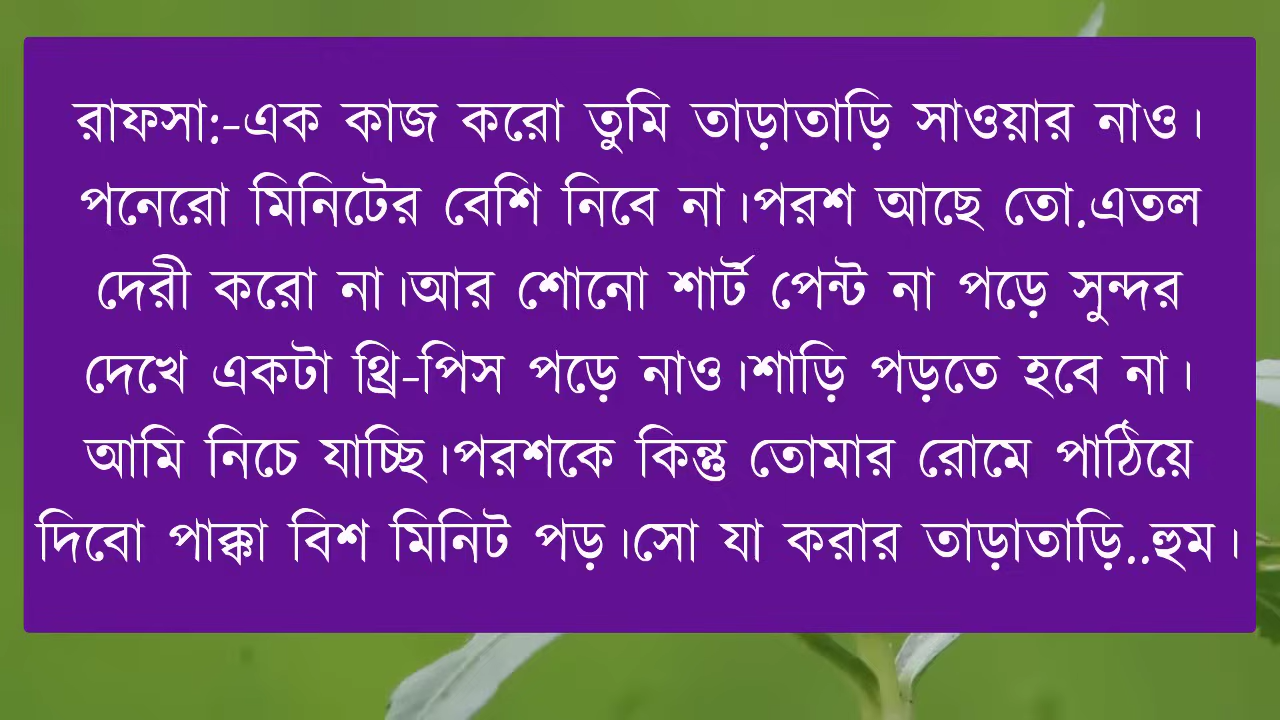 রাফসা:-এক কাজ করো তুমি তাড়াতাড়ি সাওয়ার নাও।
পনেরো মিনিটের বেশি নিবে না।পরশ আছে তো.এতল
দেরী করো না।আর শোনো শার্ট পেন্ট না পড়ে সুন্দর
দেখে একটা থ্রি-পিস পড়ে নাও।শাড়ি পড়তে হবে না।
আমি নিচে যাচ্ছি।পরশকে কিন্তু তোমার রোমে পাঠিয়ে
দিবো পাক্কা বিশ মিনিট পড়।সো যা করার তাড়াতাড়ি..হুম।